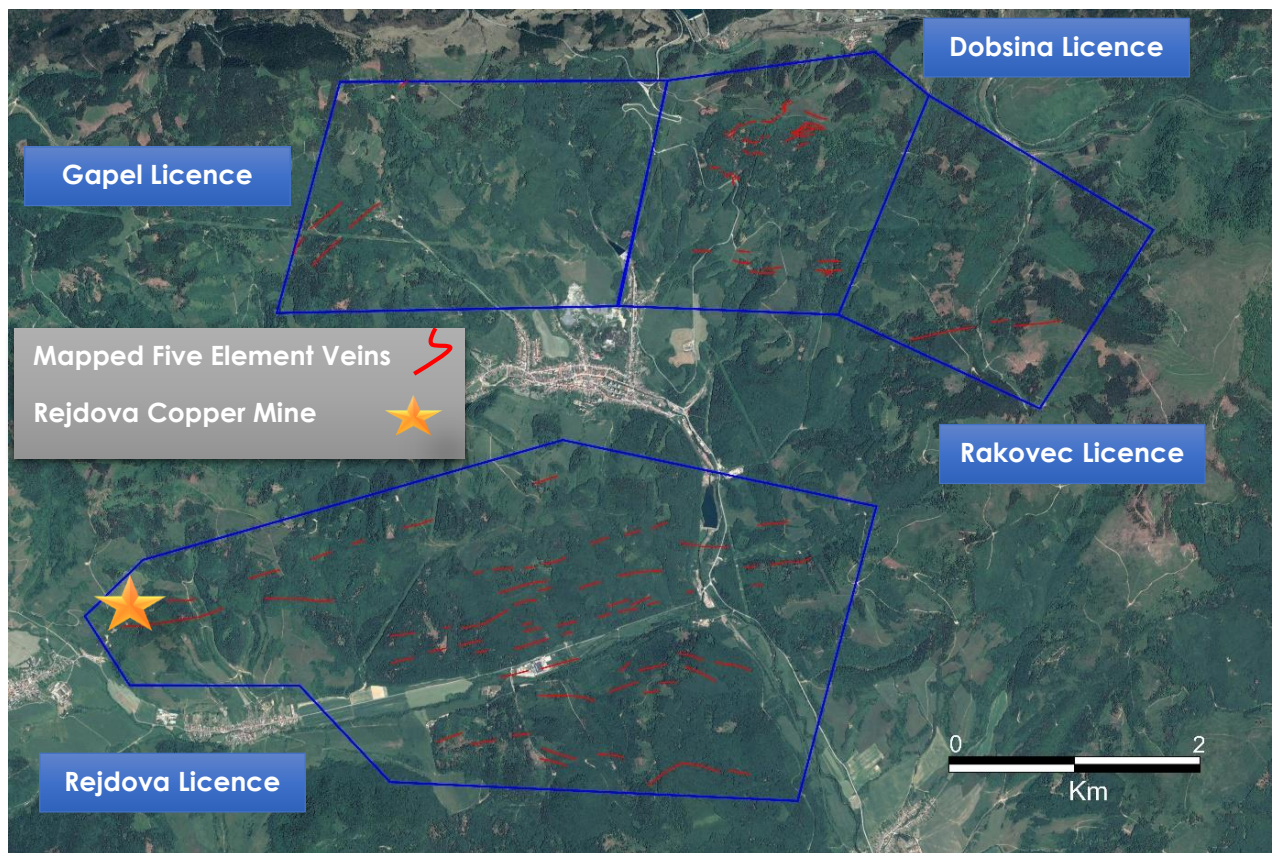 Dobsina Licence
Gapel Licence
Mapped Five Element Veins
Rejdova Copper Mine
Rakovec Licence
Rejdova Licence
0 2
Km